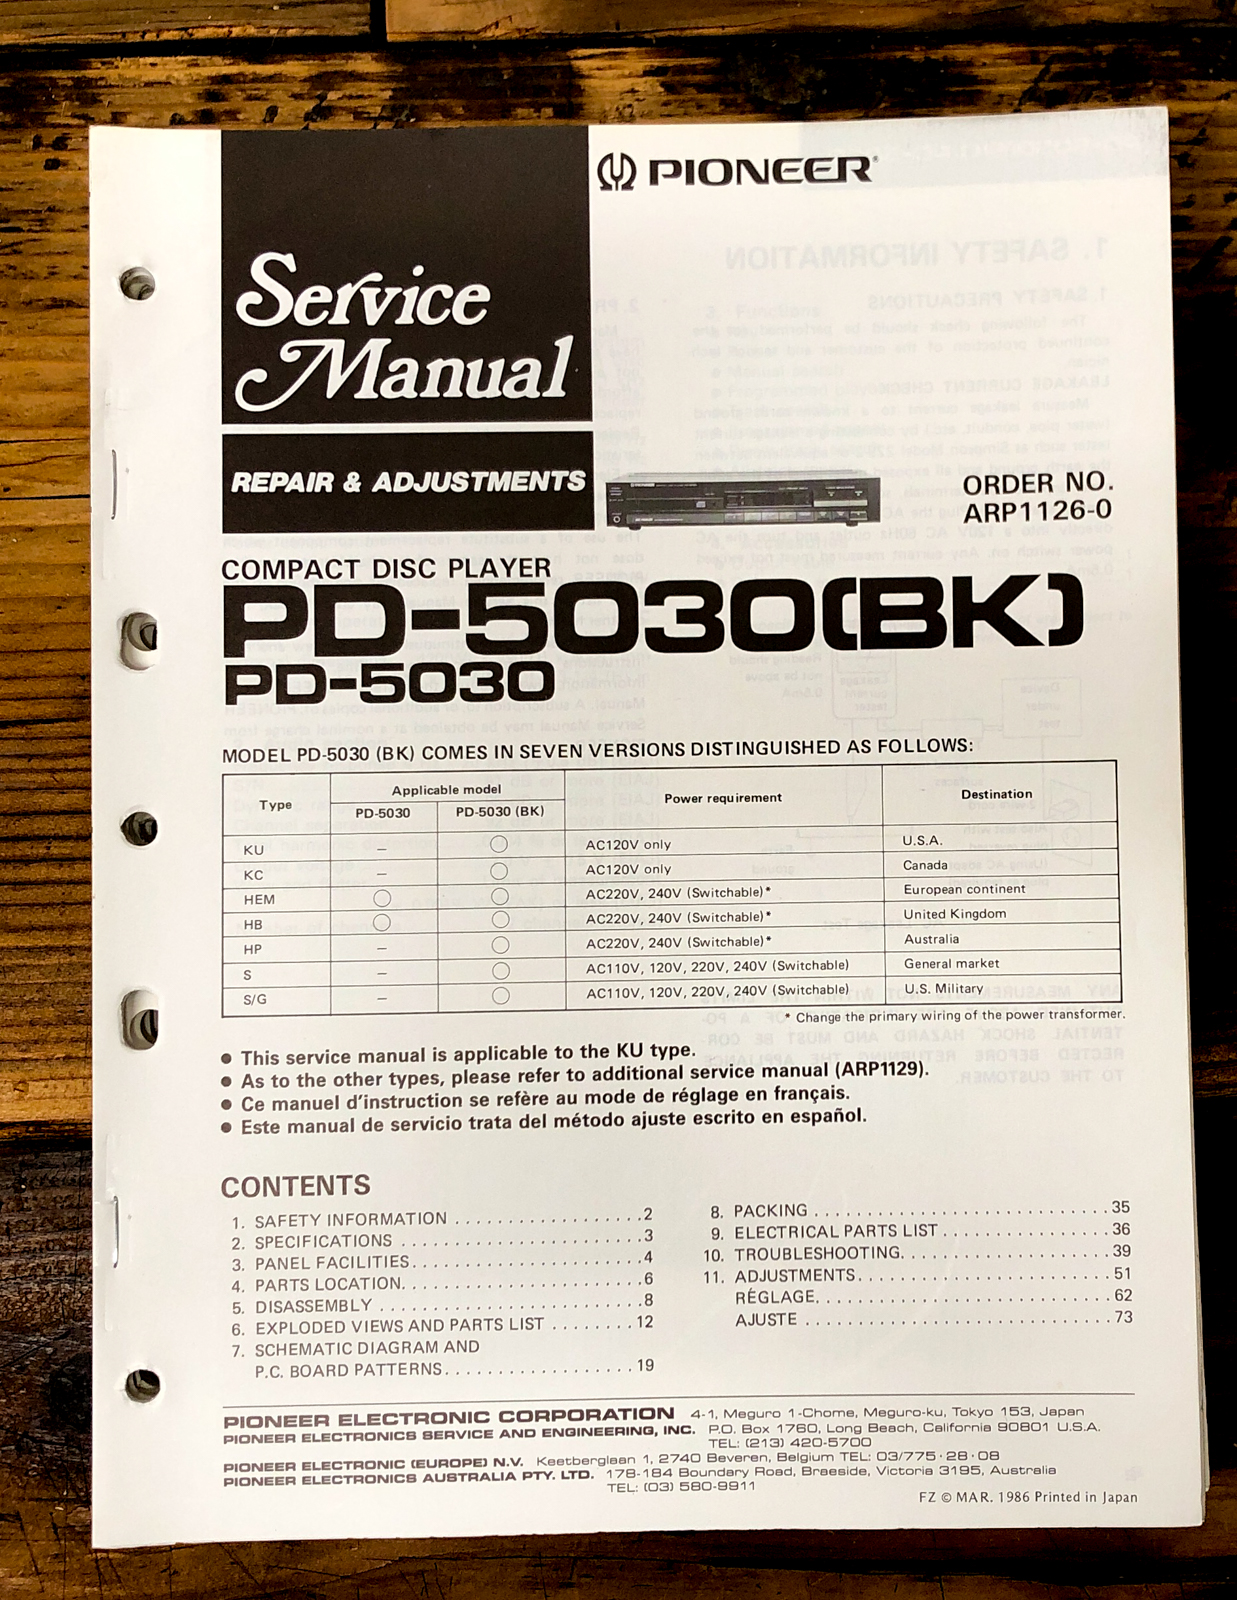 PIONEER
Service
Manual
REPAIR & ADJUSTMENTS
ORDER NO.
ARP1126-0
COMPACT DISC PLAYER
PD-5030(BK)
PD-5030
MODEL PD-5030 (BK) COMES IN SEVEN VERSIONS DISTINGUISHED AS FOLLOWS:
Type Applicable model Power requirement Destination
PD-5030 PD-5030 (BK)
KU – ○ AC120V only U.S.A.
KC – ○ AC120V only Canada
HEM ○ ○ AC220V, 240V (Switchable)* European continent
HB ○ ○ AC220V, 240V (Switchable)* United Kingdom
HP – ○ AC220V, 240V (Switchable)* Australia
S – ○ AC110V, 120V, 220V, 240V (Switchable) General market
S/G – ○ AC110V, 120V, 220V, 240V (Switchable) U.S. Military
* Change the primary wiring of the power transformer.
● This service manual is applicable to the KU type.
● As to the other types, please refer to additional service manual (ARP1129).
● Ce manuel d'instruction se refère au mode de réglage en français.
● Este manual de servicio trata del método ajuste escrito en español.
CONTENTS
1. SAFETY INFORMATION . . . . . . . . . . . . . . . . . . 2
2. SPECIFICATIONS . . . . . . . . . . . . . . . . . . . . . . . 3
3. PANEL FACILITIES . . . . . . . . . . . . . . . . . . . . . . 4
4. PARTS LOCATION. . . . . . . . . . . . . . . . . . . . . . . 6
5. DISASSEMBLY . . . . . . . . . . . . . . . . . . . . . . . . . 8
6. EXPLODED VIEWS AND PARTS LIST . . . . . . . . 12
7. SCHEMATIC DIAGRAM AND
P.C. BOARD PATTERNS. . . . . . . . . . . . . . . . . . 19
8. PACKING . . . . . . . . . . . . . . . . . . . . . . . . . . . . 35
9. ELECTRICAL PARTS LIST . . . . . . . . . . . . . . . . 36
10. TROUBLESHOOTING. . . . . . . . . . . . . . . . . . . . 39
11. ADJUSTMENTS. . . . . . . . . . . . . . . . . . . . . . . . 51
RÉGLAGE. . . . . . . . . . . . . . . . . . . . . . . . . . . . 62
AJUSTE . . . . . . . . . . . . . . . . . . . . . . . . . . . . . 73
PIONEER ELECTRONIC CORPORATION 4-1, Meguro 1-Chome, Meguro-ku, Tokyo 153, Japan
PIONEER ELECTRONICS SERVICE AND ENGINEERING, INC. P.O. Box 1760, Long Beach, California 90801 U.S.A.
TEL: (213) 420-5700
PIONEER ELECTRONIC (EUROPE) N.V. Keetberglaan 1, 2740 Beveren, Belgium TEL: 03/775·28·08
PIONEER ELECTRONICS AUSTRALIA PTY. LTD. 178-184 Boundary Road, Braeside, Victoria 3195, Australia
TEL: (03) 580-9911
FZ © MAR. 1986 Printed in Japan